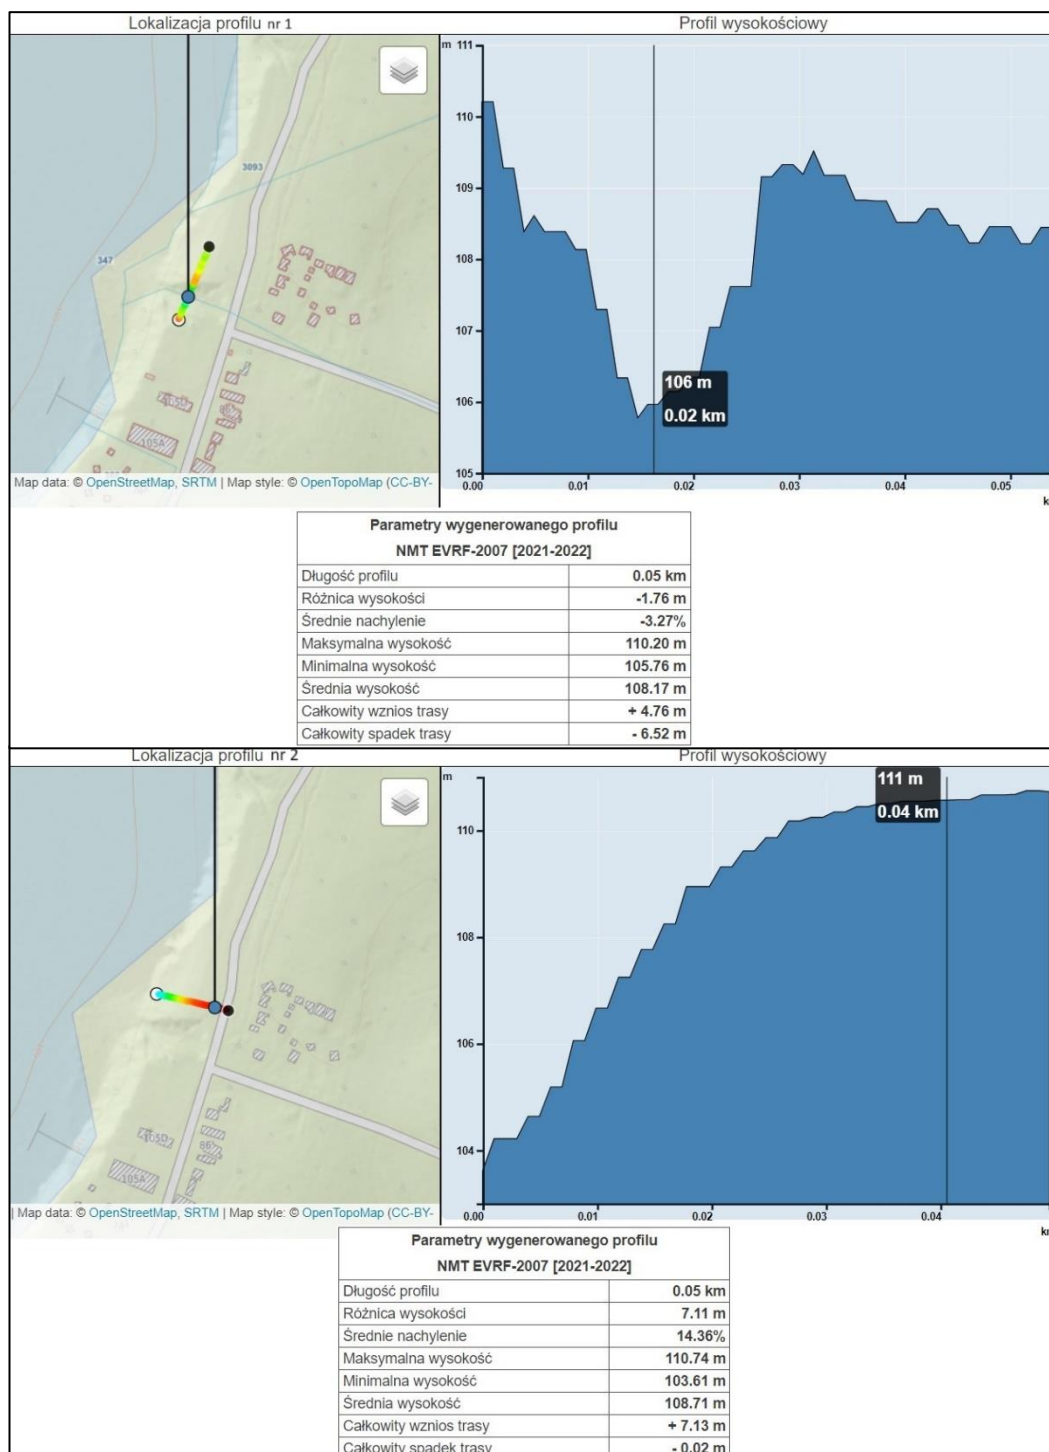 Lokalizacja profilu nr 1
Profil wysokościowy
3093
347
105D
105A
Map data: © OpenStreetMap, SRTM | Map style: © OpenTopoMap (CC-BY-
m
111
110
109
108
107
106
105
106 m
0.02 km
0.00 0.01 0.02 0.03 0.04 0.05
k
Parametry wygenerowanego profilu
NMT EVRF-2007 [2021-2022]
Długość profilu 0.05 km
Różnica wysokości -1.76 m
Średnie nachylenie -3.27%
Maksymalna wysokość 110.20 m
Minimalna wysokość 105.76 m
Średnia wysokość 108.17 m
Całkowity wznios trasy + 4.76 m
Całkowity spadek trasy - 6.52 m
Lokalizacja profilu nr 2
Profil wysokościowy
105D
105A
| Map data: © OpenStreetMap, SRTM | Map style: © OpenTopoMap (CC-BY-
m
110
108
106
104
111 m
0.04 km
0.00 0.01 0.02 0.03 0.04
k
Parametry wygenerowanego profilu
NMT EVRF-2007 [2021-2022]
Długość profilu 0.05 km
Różnica wysokości 7.11 m
Średnie nachylenie 14.36%
Maksymalna wysokość 110.74 m
Minimalna wysokość 103.61 m
Średnia wysokość 108.71 m
Całkowity wznios trasy + 7.13 m
Całkowity spadek trasy - 0.02 m